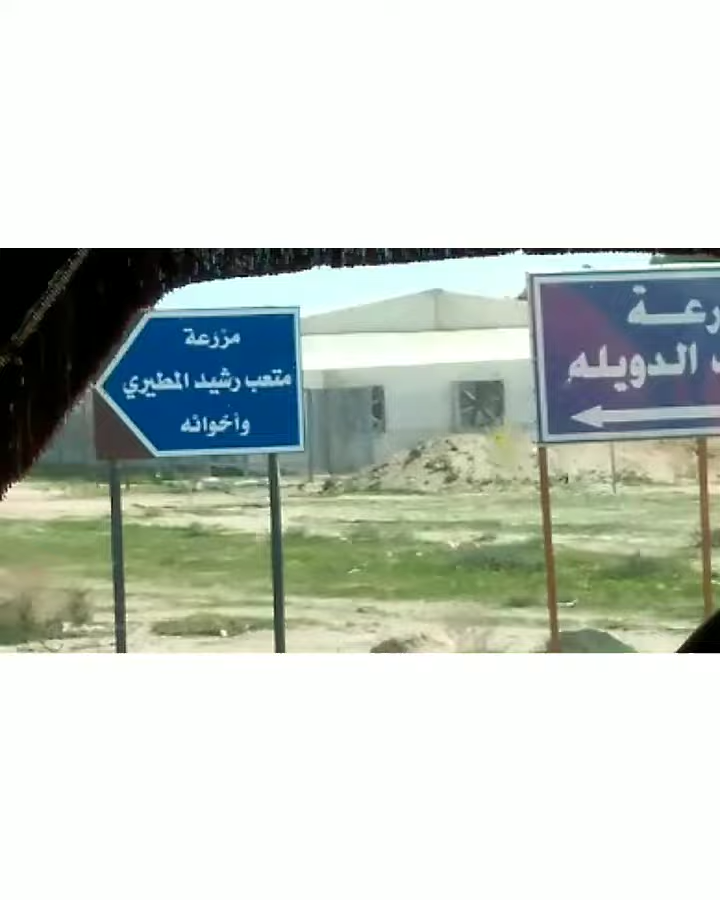 مزرعة
متعب رشيد المطيري
وأخوانه
الدويله